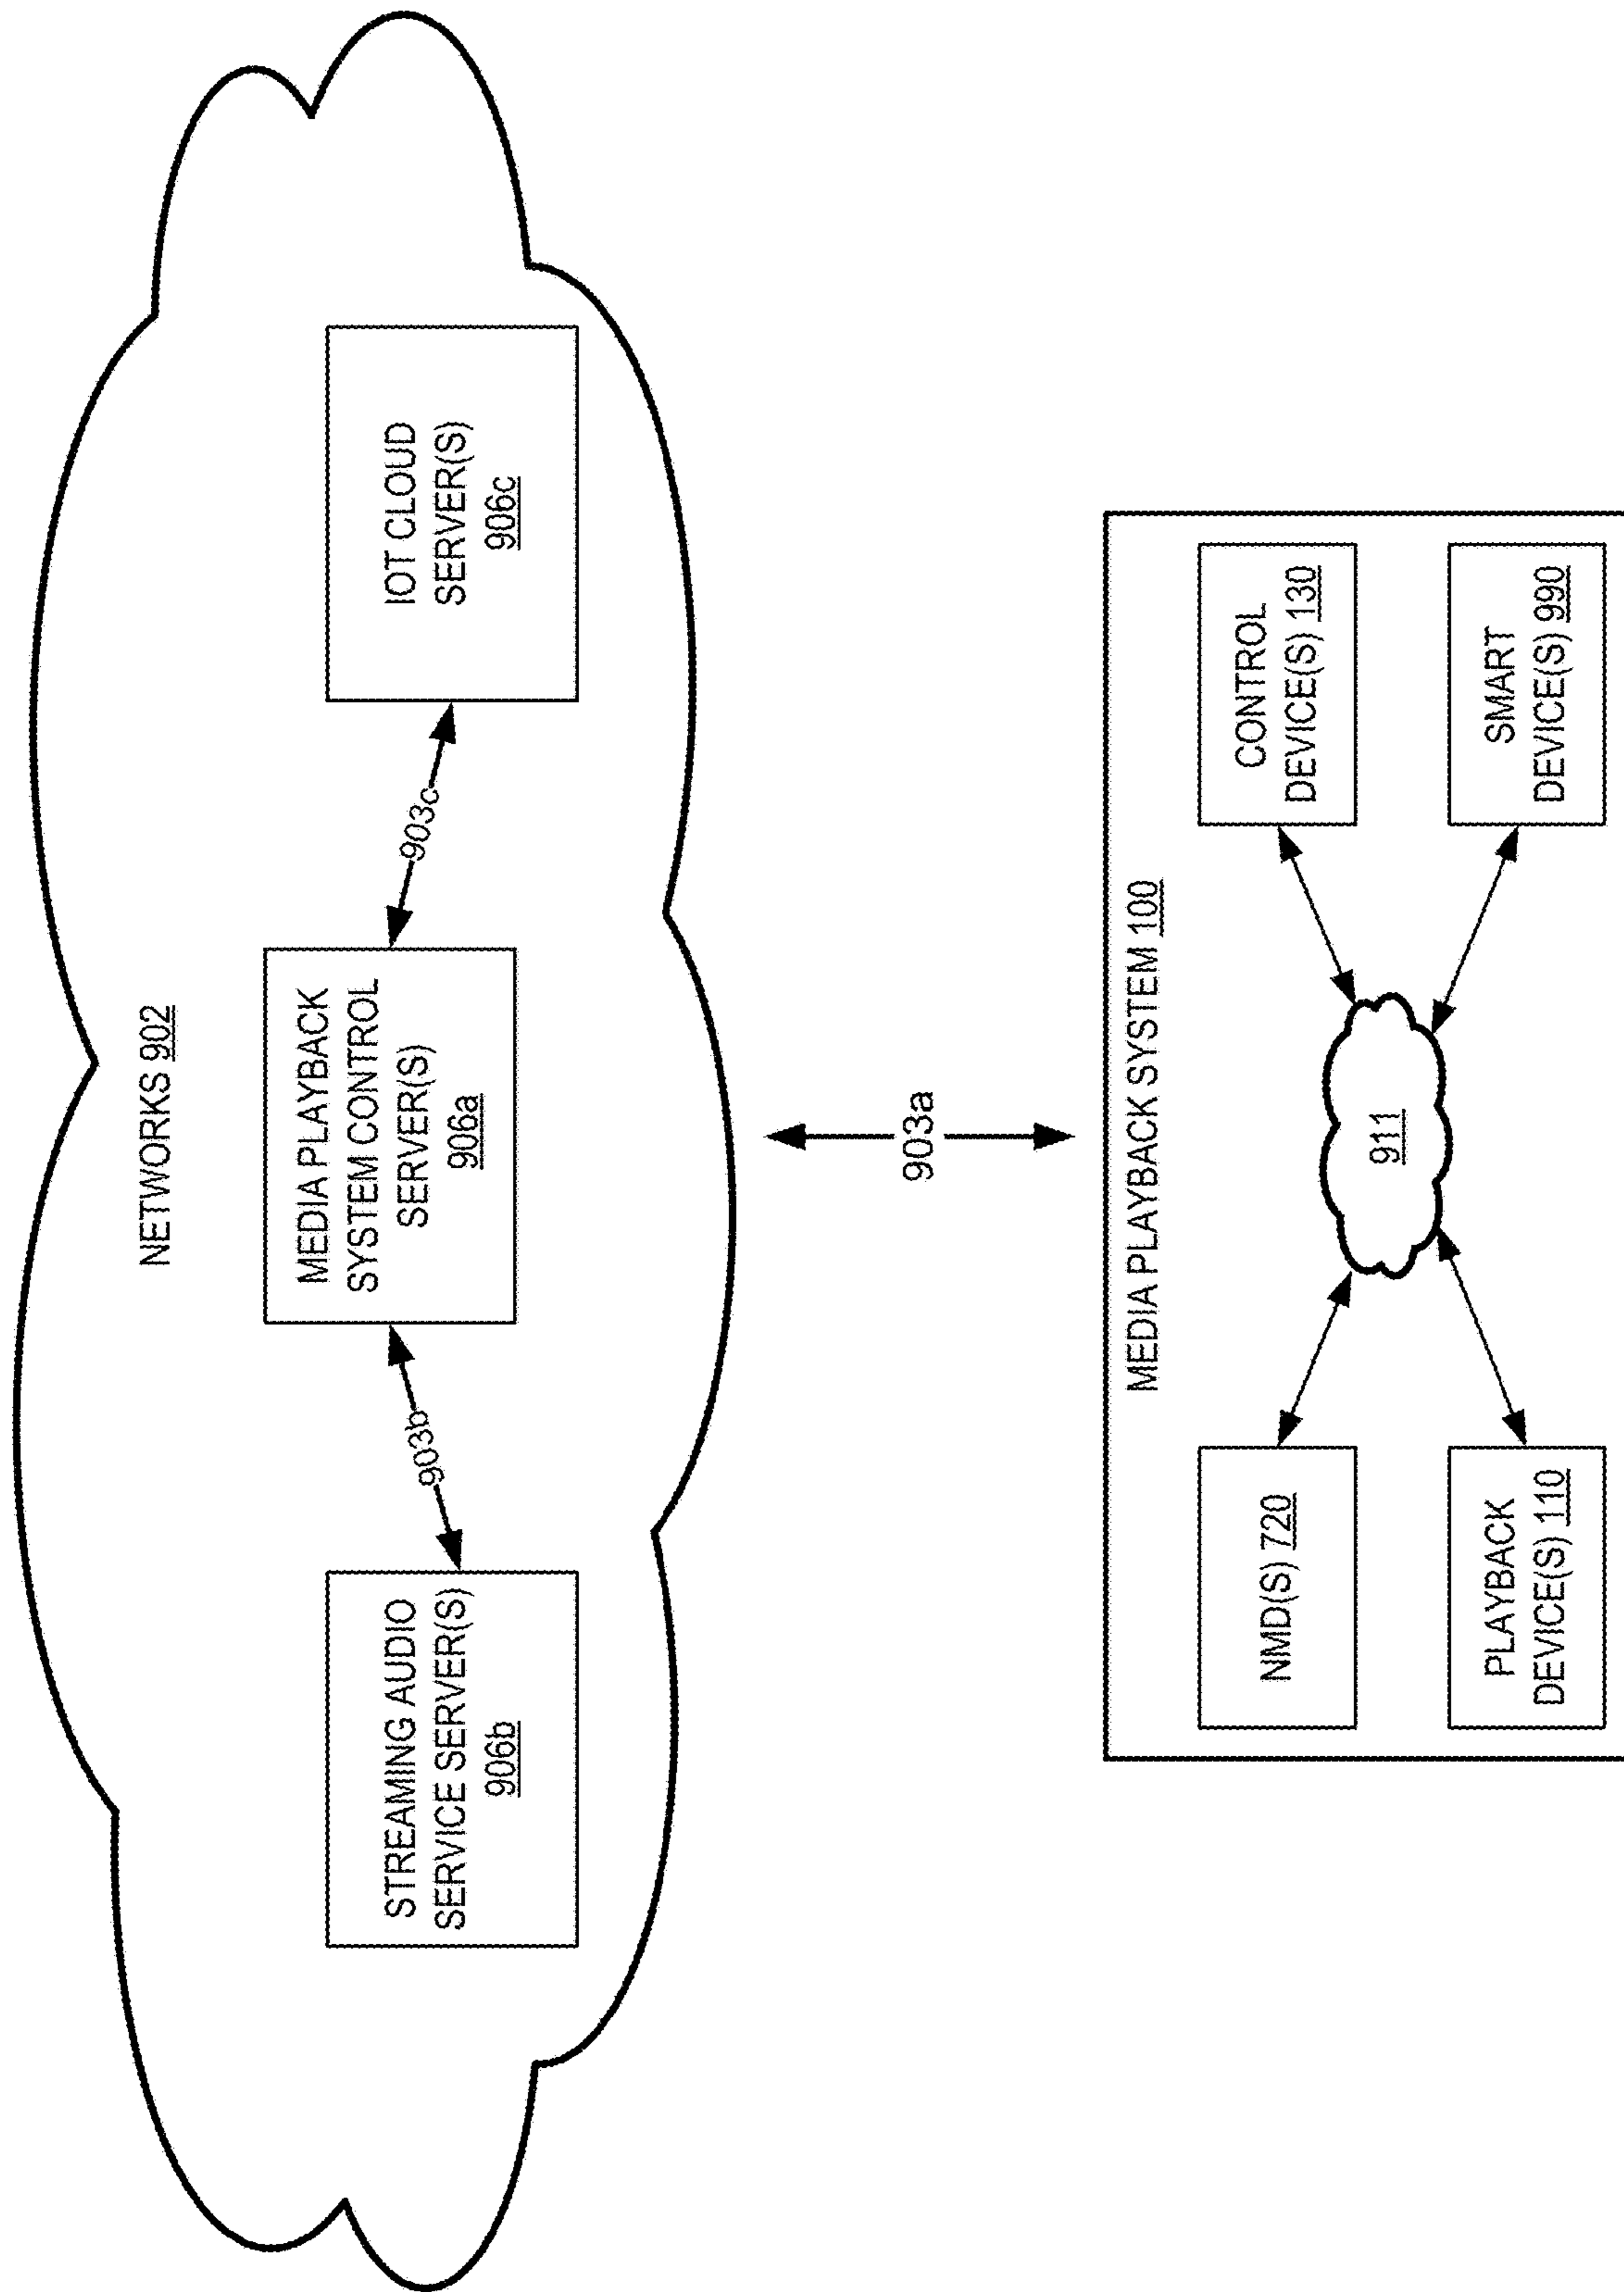 NETWORKS 902
STREAMING AUDIO
SERVICE SERVER(S)
906b
903b
MEDIA PLAYBACK
SYSTEM CONTROL
SERVER(S)
906a
903c
IOT CLOUD
SERVER(S)
906c
903a
MEDIA PLAYBACK SYSTEM 100
NMD(S) 720
CONTROL
DEVICE(S) 130
911
PLAYBACK
DEVICE(S) 110
SMART
DEVICE(S) 990